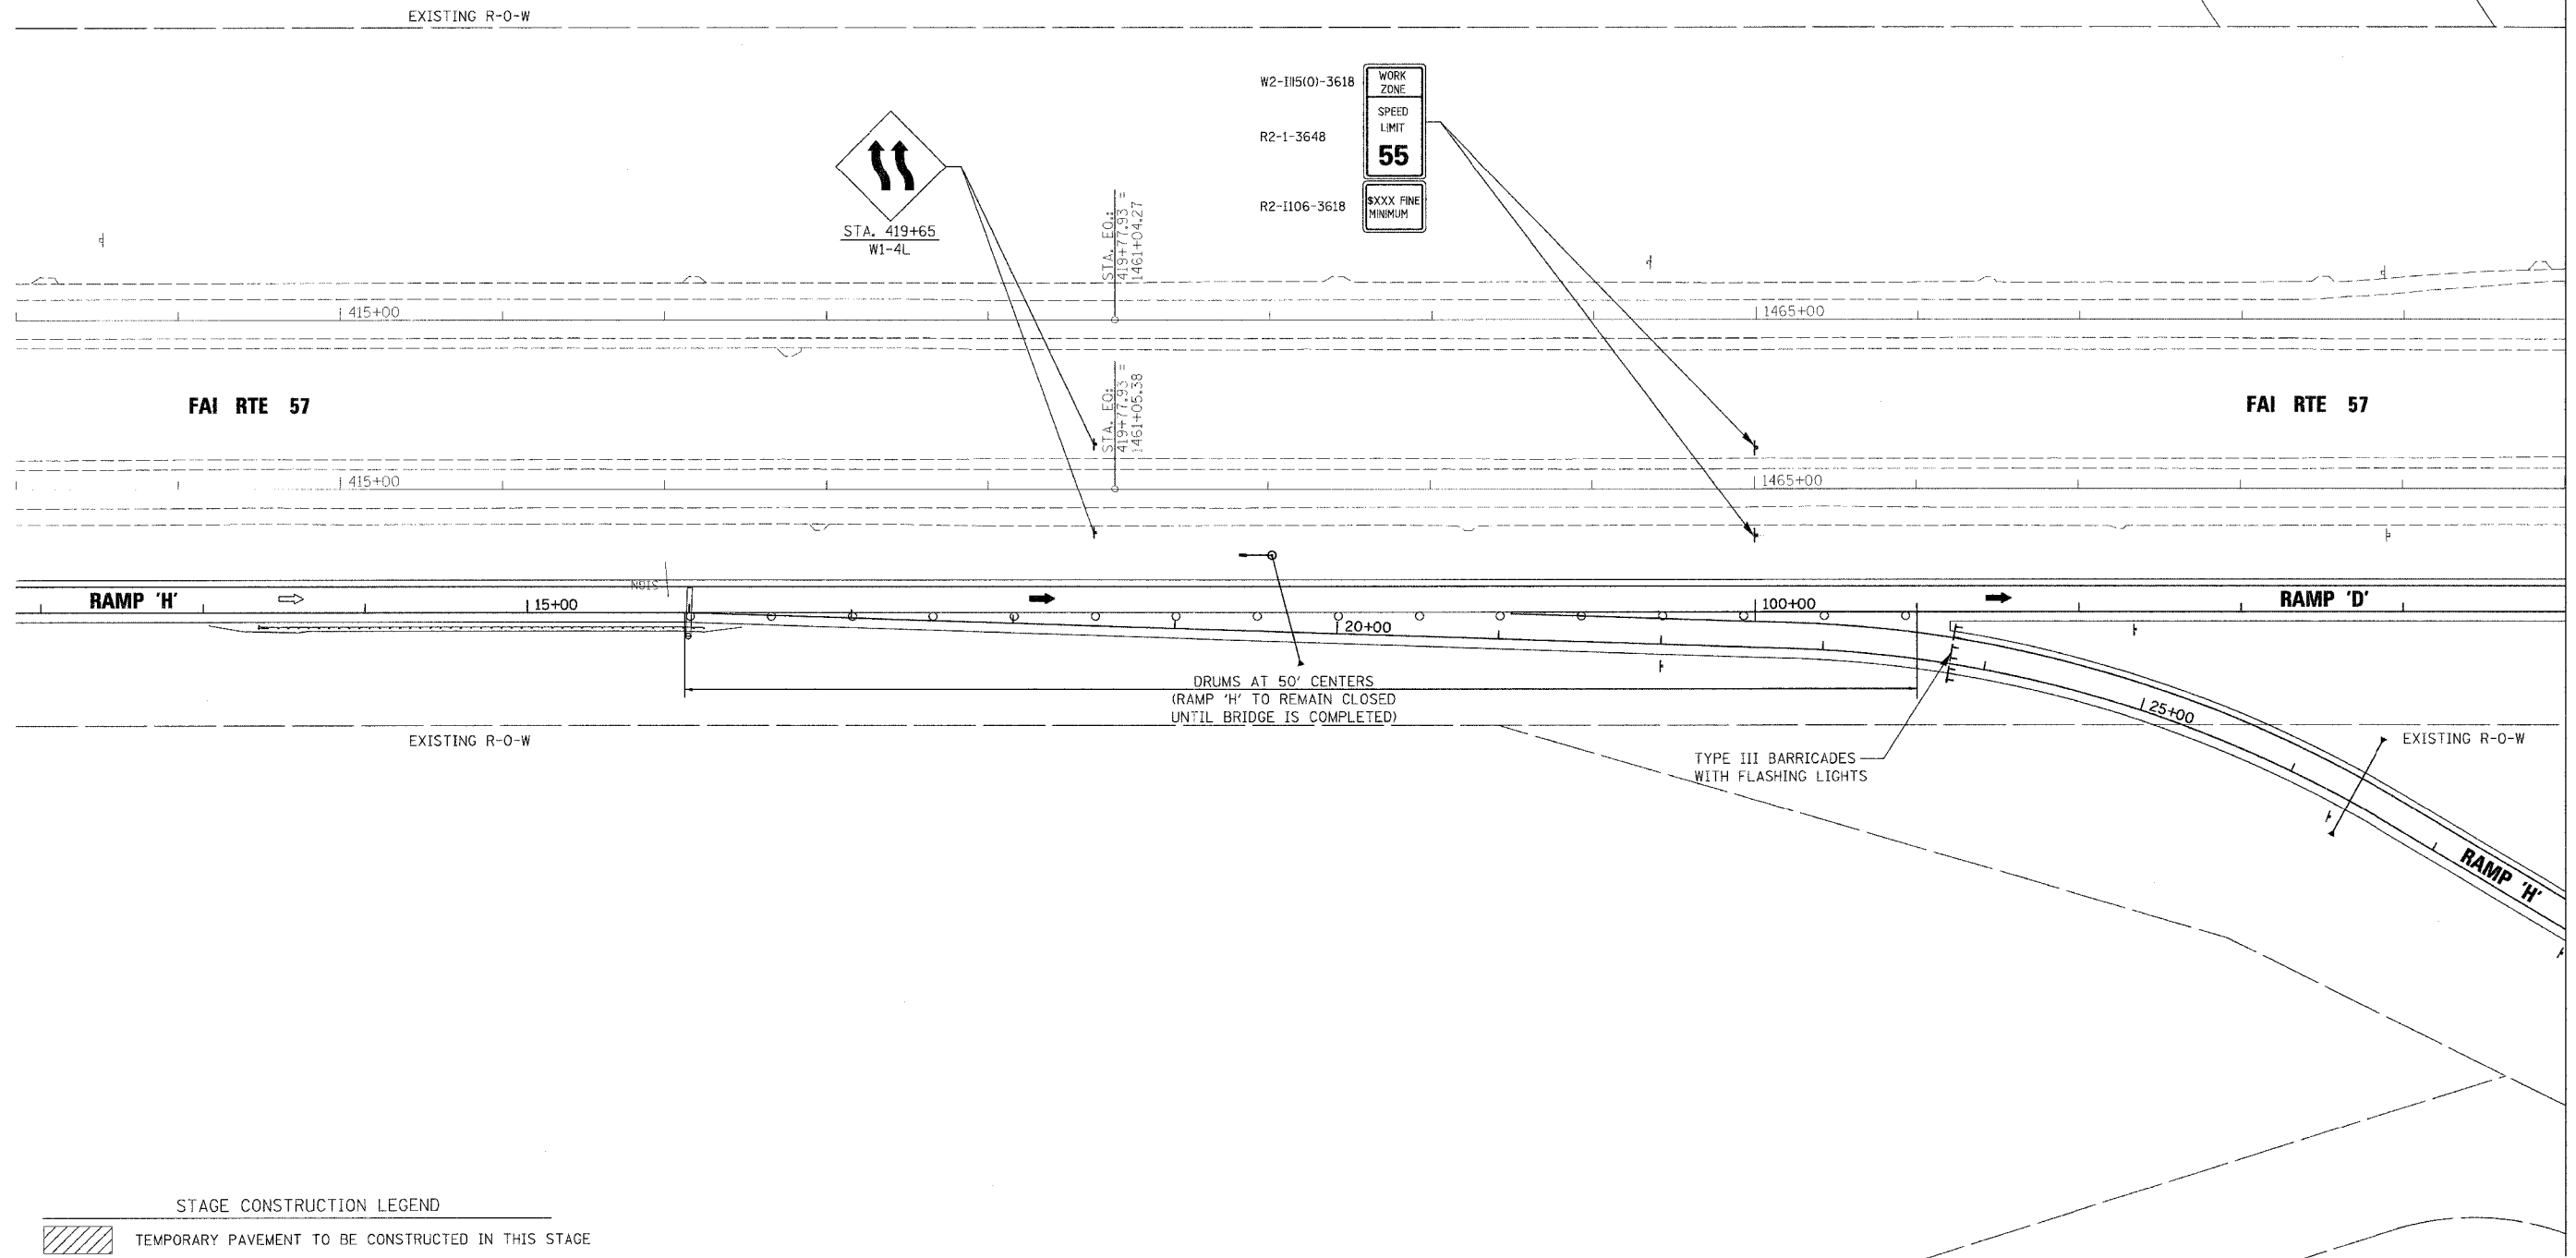 EXISTING R-O-W
W2-I115(O)-3618
WORK
ZONE
SPEED
LIMIT
55
R2-1-3648
R2-I106-3618
$XXX FINE
MINIMUM
STA. 419+65
W1-4L
STA. EQ.:
419+77.93 =
1461+04.27
415+00
1465+00
FAI RTE 57
STA. EQ.:
419+77.93 =
1461+05.38
FAI RTE 57
415+00
1465+00
SIGN
RAMP 'H'
15+00
100+00
RAMP 'D'
20+00
DRUMS AT 50' CENTERS
(RAMP 'H' TO REMAIN CLOSED
UNTIL BRIDGE IS COMPLETED)
25+00
EXISTING R-O-W
EXISTING R-O-W
TYPE III BARRICADES
WITH FLASHING LIGHTS
RAMP 'H'
STAGE CONSTRUCTION LEGEND
TEMPORARY PAVEMENT TO BE CONSTRUCTED IN THIS STAGE